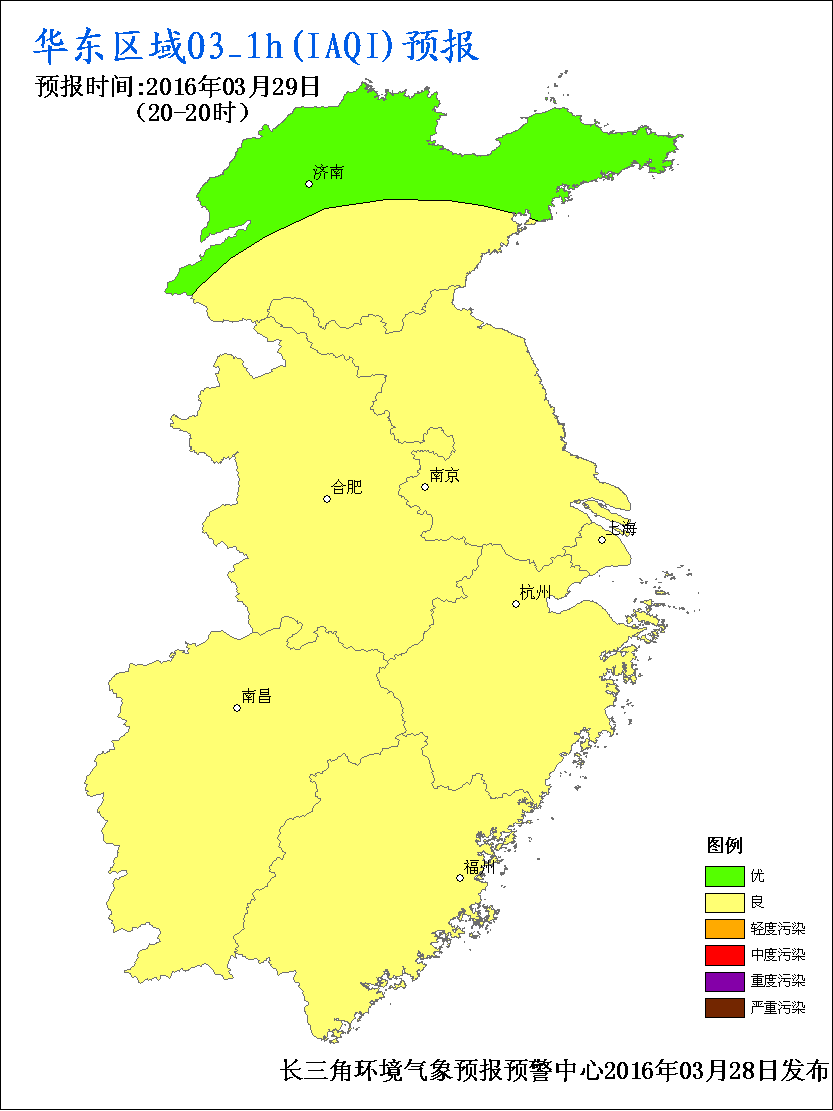 华东区域O3_1h(IAQI)预报
预报时间:2016年03月29日
（20-20时）
济南
南京
合肥
上海
杭州
南昌
福州
图例
优
良
轻度污染
中度污染
重度污染
严重污染
长三角环境气象预报预警中心2016年03月28日发布